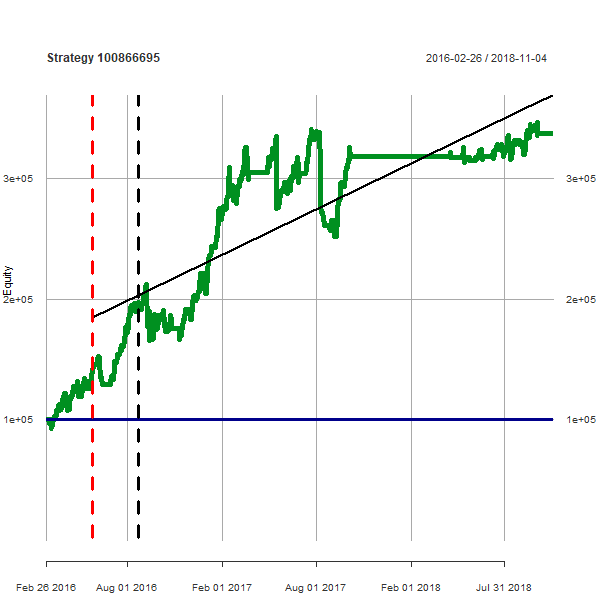 Strategy 100866695
2016-02-26 / 2018-11-04
3e+05
3e+05
Equity
2e+05
2e+05
1e+05
1e+05
Feb 26 2016
Aug 01 2016
Feb 01 2017
Aug 01 2017
Feb 01 2018
Jul 31 2018